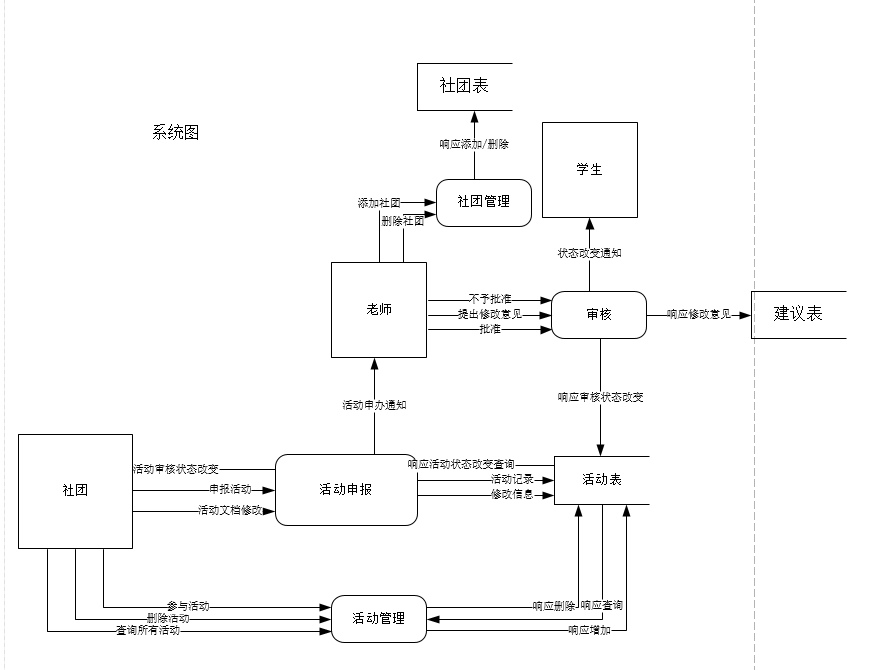 社团表
系统图
响应添加/删除
学生
添加社团
社团管理
删除社团
状态改变通知
老师
不予批准
提出修改意见
批准
审核
响应修改意见
建议表
活动申办通知
响应审核状态改变
活动审核状态改变
响应活动状态改变查询
社团
申报活动
活动申报
活动记录
活动表
修改信息
活动文档修改
参与活动
删除活动
查询所有活动
活动管理
响应删除
响应查询
响应增加